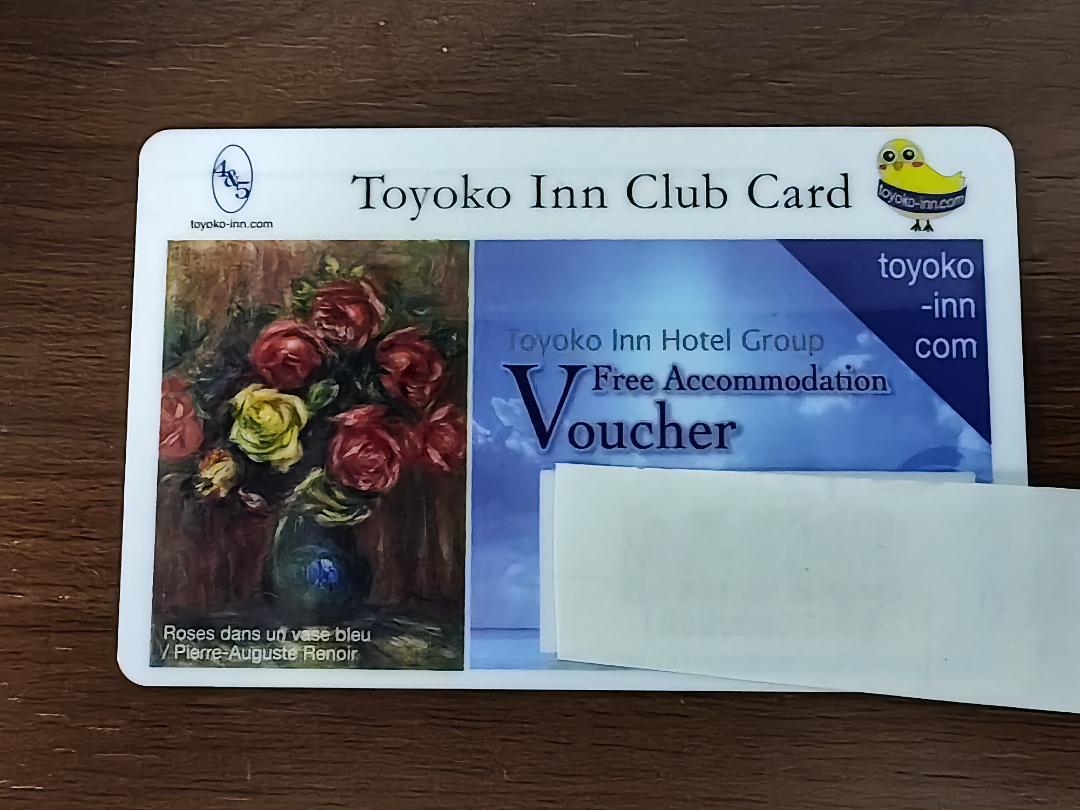 4&5
toyoko-inn.com
Toyoko Inn Club Card
toyoko-inn.com
toyoko
-inn
com
Toyoko Inn Hotel Group
Free Accommodation
Voucher
Roses dans un vase bleu
/ Pierre-Auguste Renoir